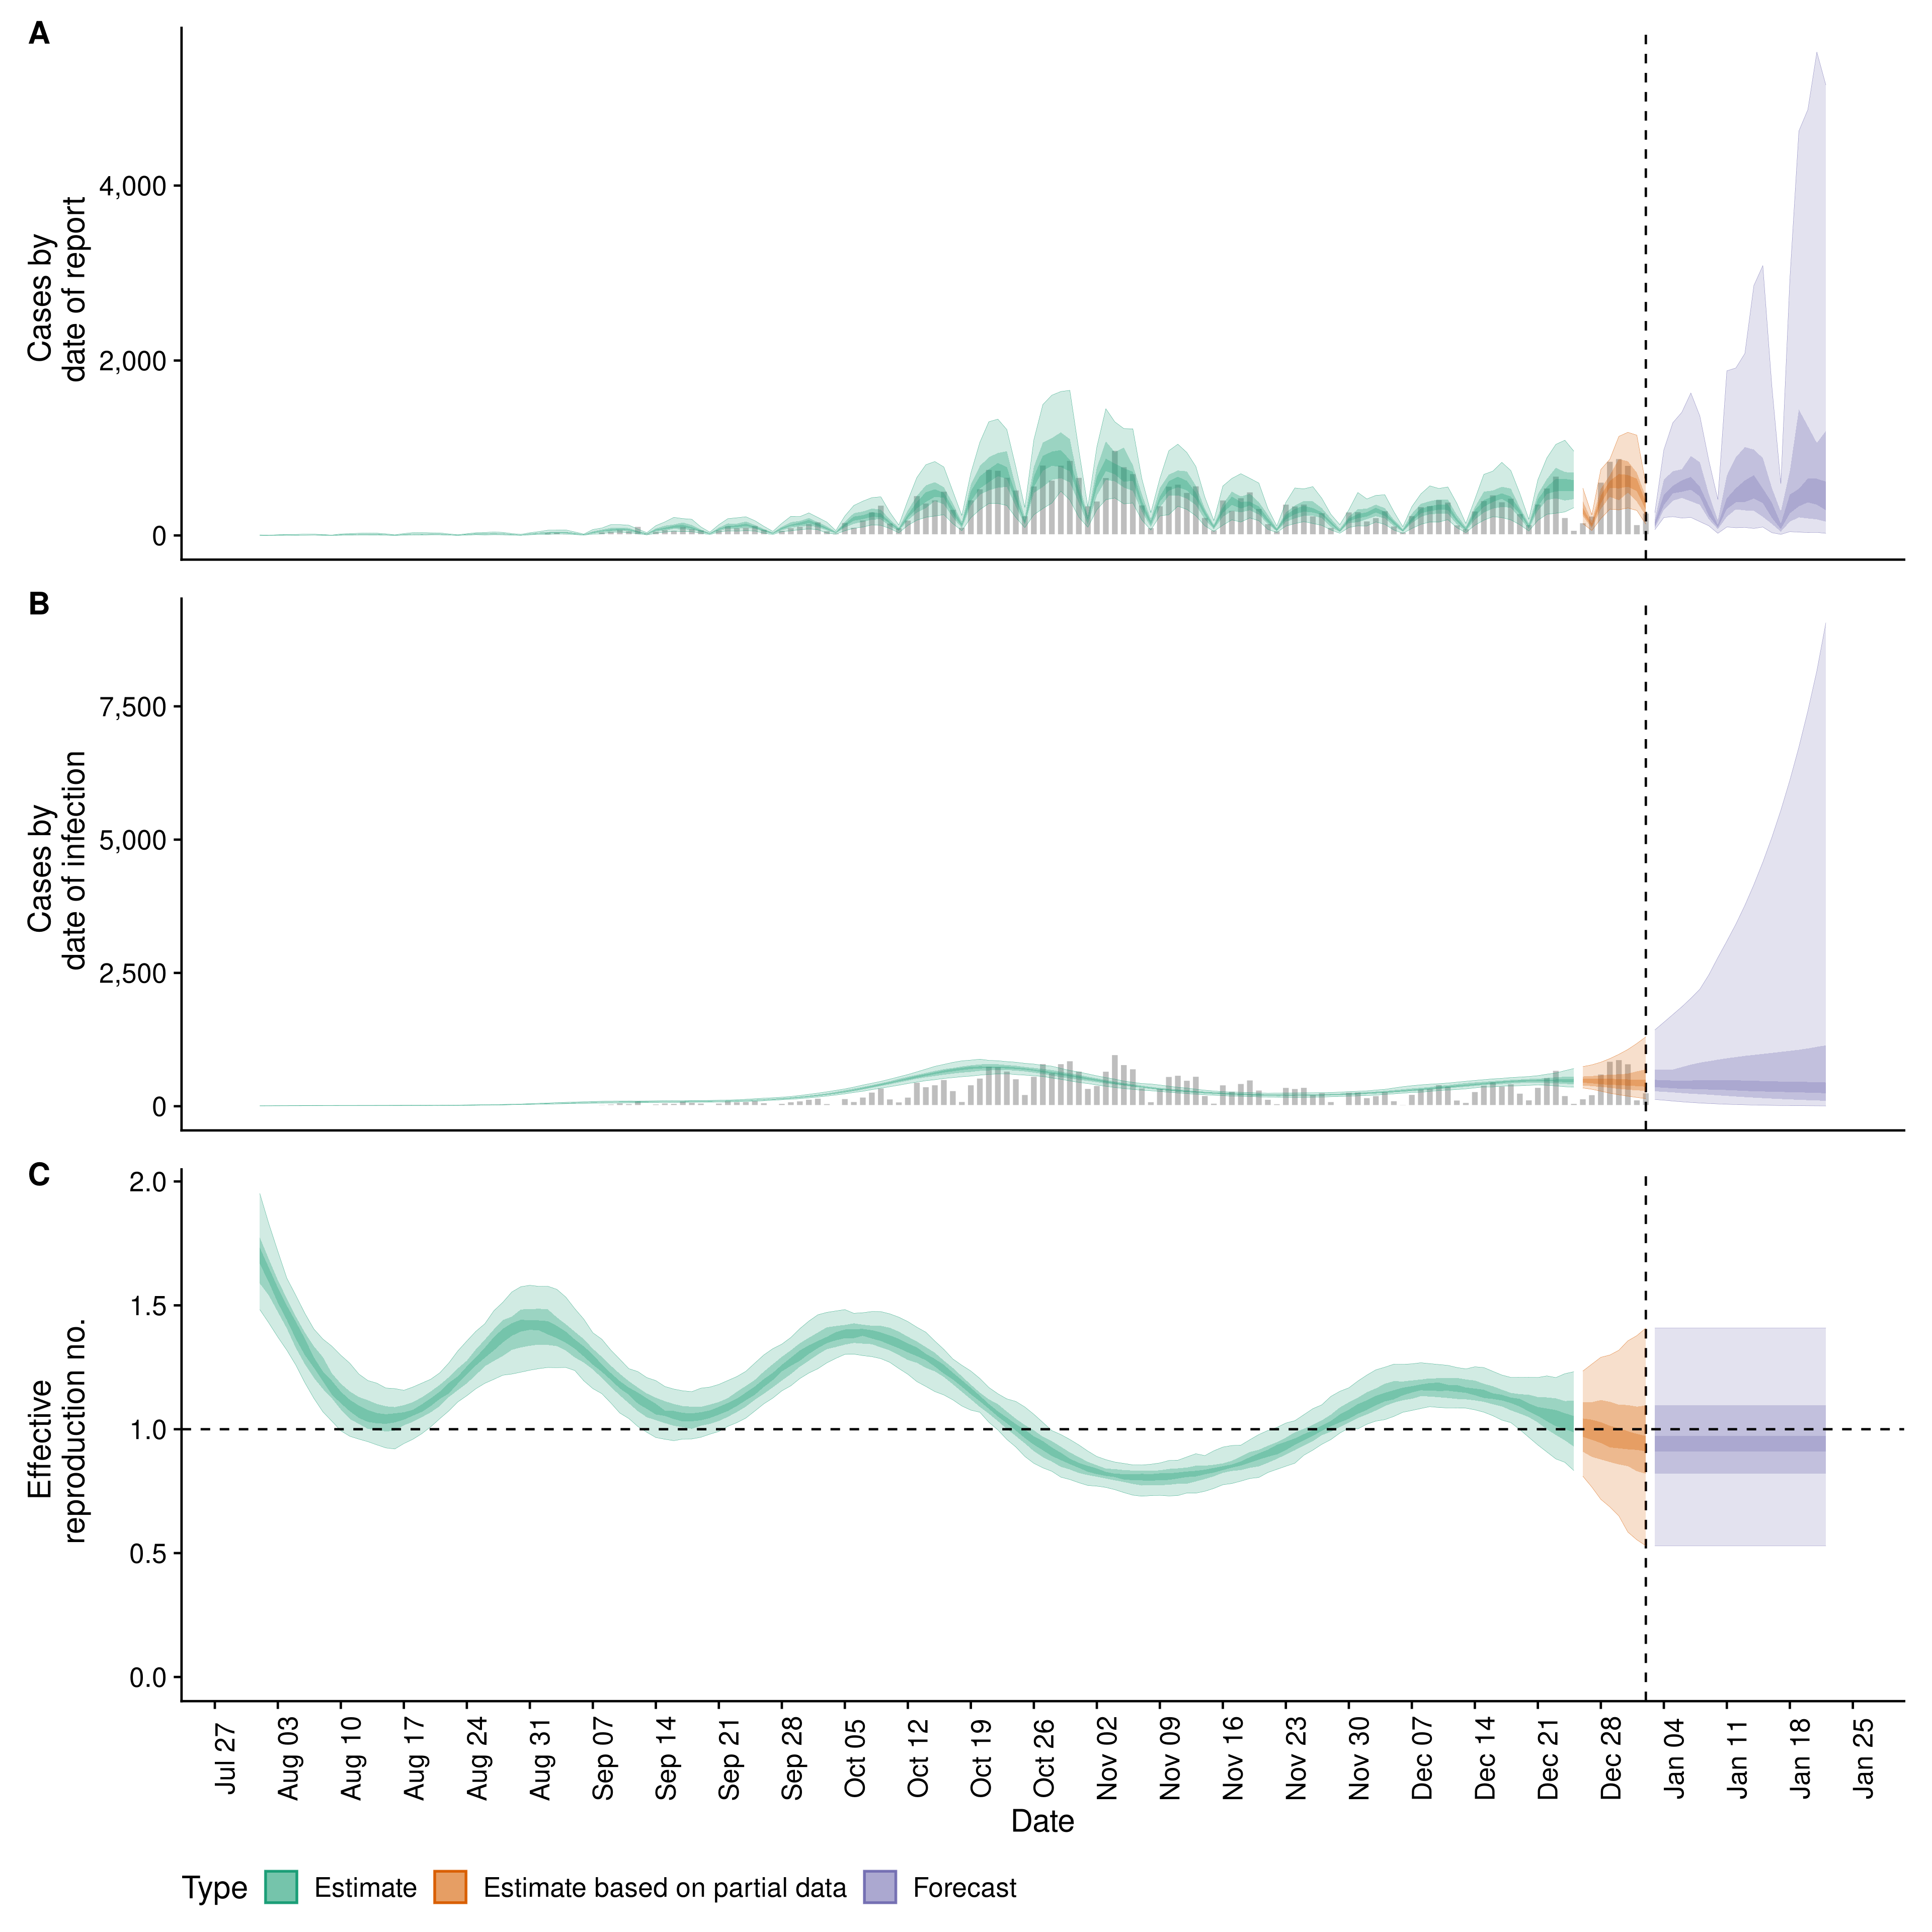 A
Cases by
date of report
4,000
2,000
0
B
Cases by
date of infection
7,500
5,000
2,500
0
C
Effective
reproduction no.
2.0
1.5
1.0
0.5
0.0
Jul 27
Aug 03
Aug 10
Aug 17
Aug 24
Aug 31
Sep 07
Sep 14
Sep 21
Sep 28
Oct 05
Oct 12
Oct 19
Oct 26
Nov 02
Nov 09
Nov 16
Nov 23
Nov 30
Dec 07
Dec 14
Dec 21
Dec 28
Jan 04
Jan 11
Jan 18
Jan 25
Date
Type Estimate Estimate based on partial data Forecast